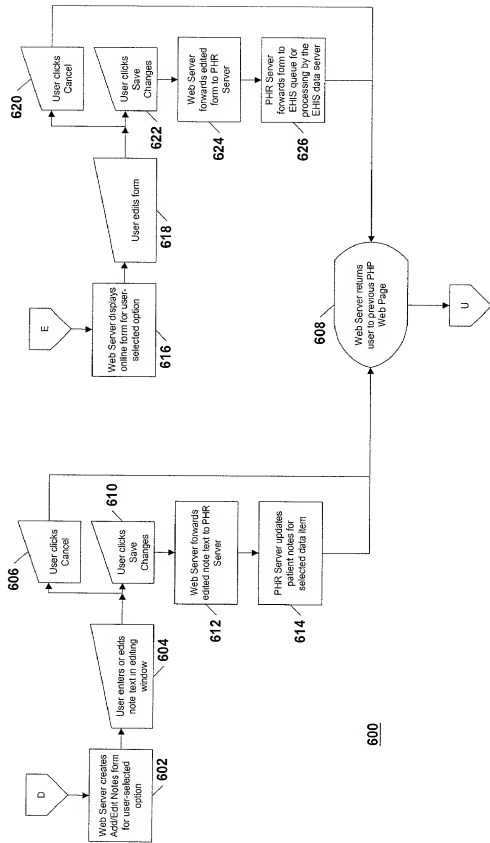 D
Web Server creates
Add/Edit Notes form
for user-selected
option
602
User enters or edits
note text in editing
window
604
606
User clicks
Cancel
610
User clicks
Save
Changes
Web Server forwards
edited note text to PHR
Server
612
PHR Server updates
patient notes for
selected data item
614
E
Web Server displays
online form for user-
selected option
616
User edits form
618
620
User clicks
Cancel
User clicks
Save
Changes
622
Web Server
forwards edited
form to PHR
Server
624
PHR Server
forwards form to
EHIS queue for
processing by the
EHIS data server
626
608
Web Server returns
user to previous PHP
Web Page
U
600